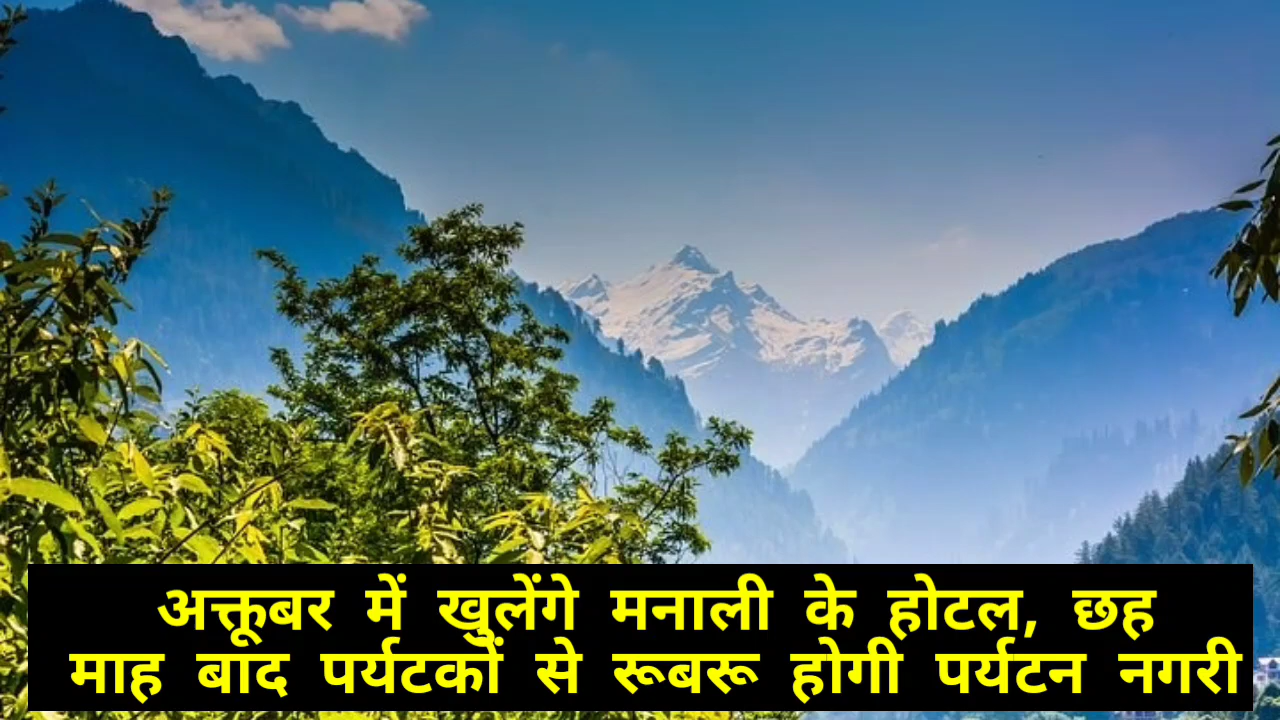 अक्तूबर में खुलेंगे मनाली के होटल, छह
माह बाद पर्यटकों से रूबरू होगी पर्यटन नगरी